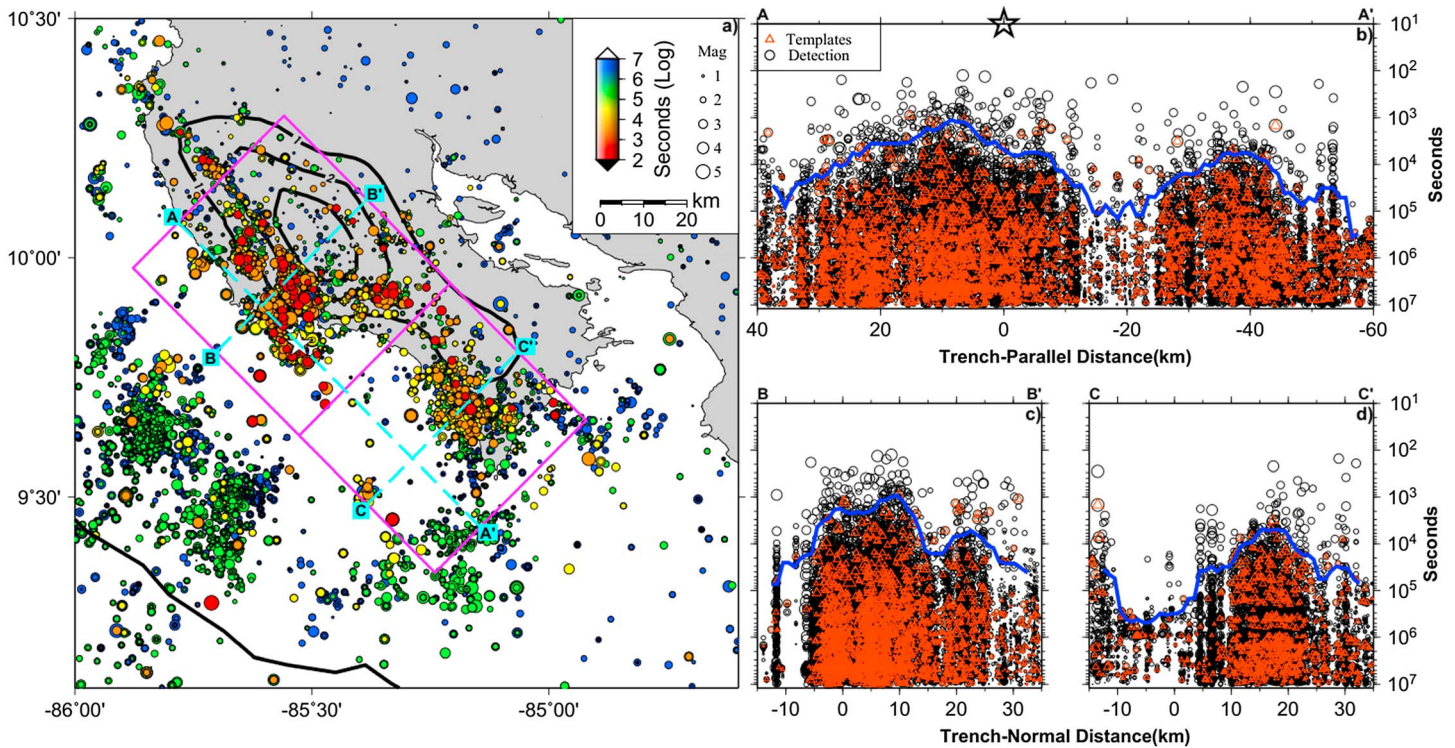 10°30'
10°00'
9°30'
-86°00'
-85°30'
-85°00'
a)
7
6
5
4
3
2
Seconds (Log)
Mag
1
2
3
4
5
0 10 20 km
2
A
B'
B
C'
C
A'
A A'
b)
Templates
Detection
10¹
10²
10³
10⁴
10⁵
10⁶
10⁷
Seconds
40 20 0 -20 -40 -60
Trench-Parallel Distance(km)
B B'
c)
C C'
d)
10¹
10²
10³
10⁴
10⁵
10⁶
10⁷
Seconds
-10 0 10 20 30
-10 0 10 20 30
Trench-Normal Distance(km)